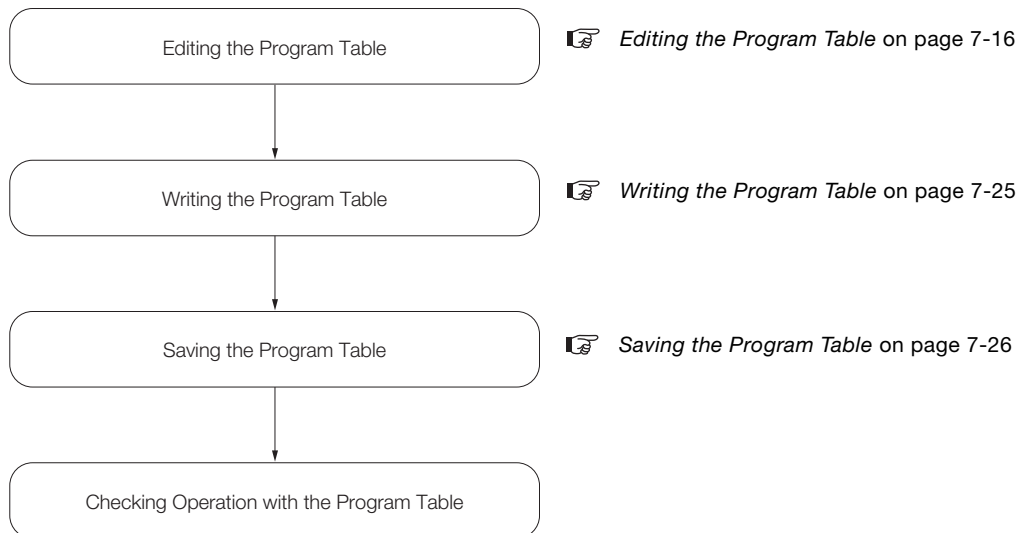 Editing the Program Table
Editing the Program Table on page 7-16
Writing the Program Table
Writing the Program Table on page 7-25
Saving the Program Table
Saving the Program Table on page 7-26
Checking Operation with the Program Table